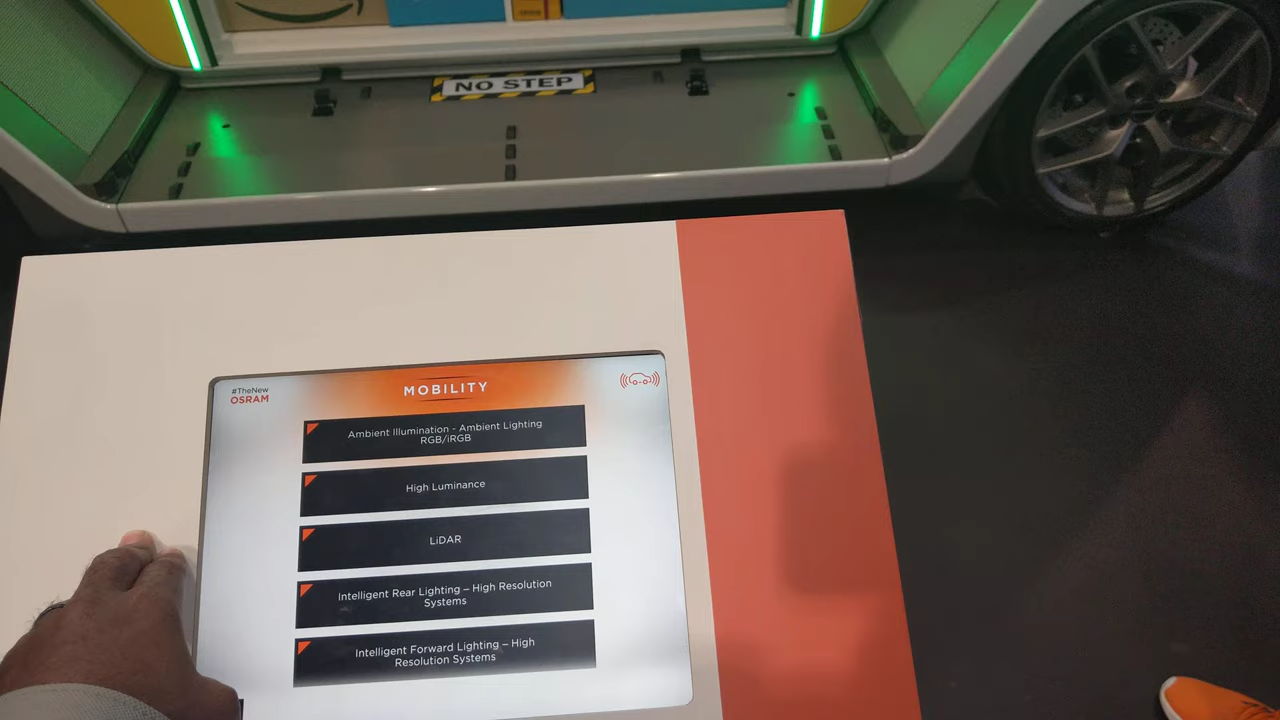 NO STEP
#TheNew
OSRAM
MOBILITY
Ambient Illumination - Ambient Lighting
RGB/iRGB
High Luminance
LiDAR
Intelligent Rear Lighting – High Resolution
Systems
Intelligent Forward Lighting – High
Resolution Systems